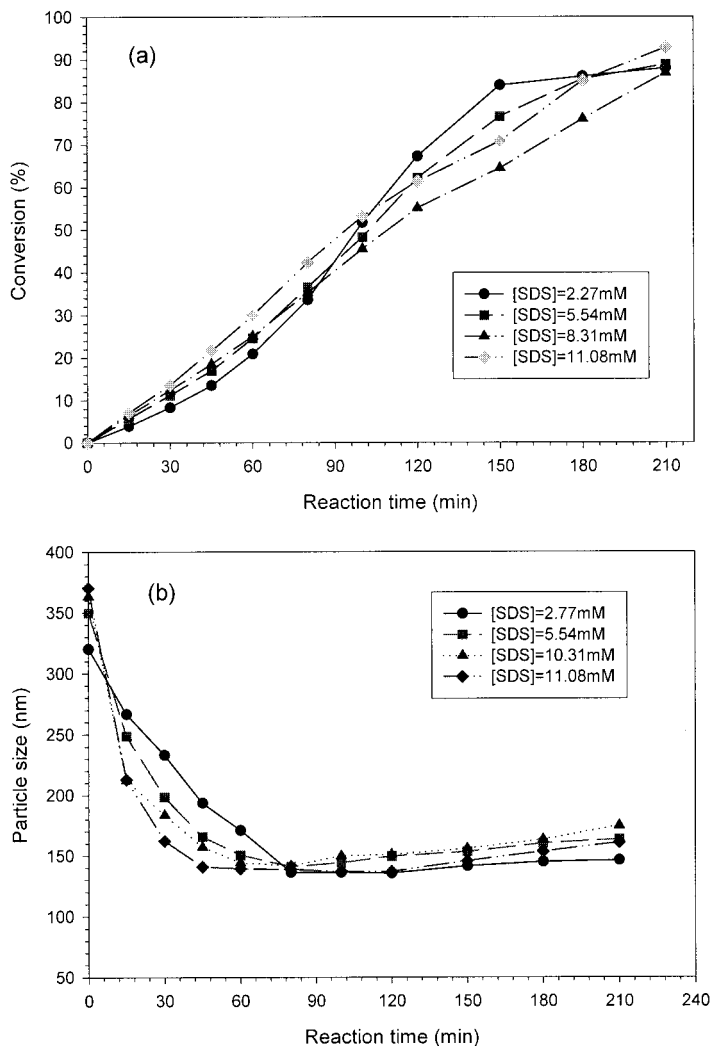 (a)
Conversion (%)
100
90
80
70
60
50
40
30
20
10
0
[SDS]=2.27mM
[SDS]=5.54mM
[SDS]=8.31mM
[SDS]=11.08mM
0 30 60 90 120 150 180 210
Reaction time (min)
(b)
Particle size (nm)
400
350
300
250
200
150
100
50
[SDS]=2.77mM
[SDS]=5.54mM
[SDS]=10.31mM
[SDS]=11.08mM
0 30 60 90 120 150 180 210 240
Reaction time (min)